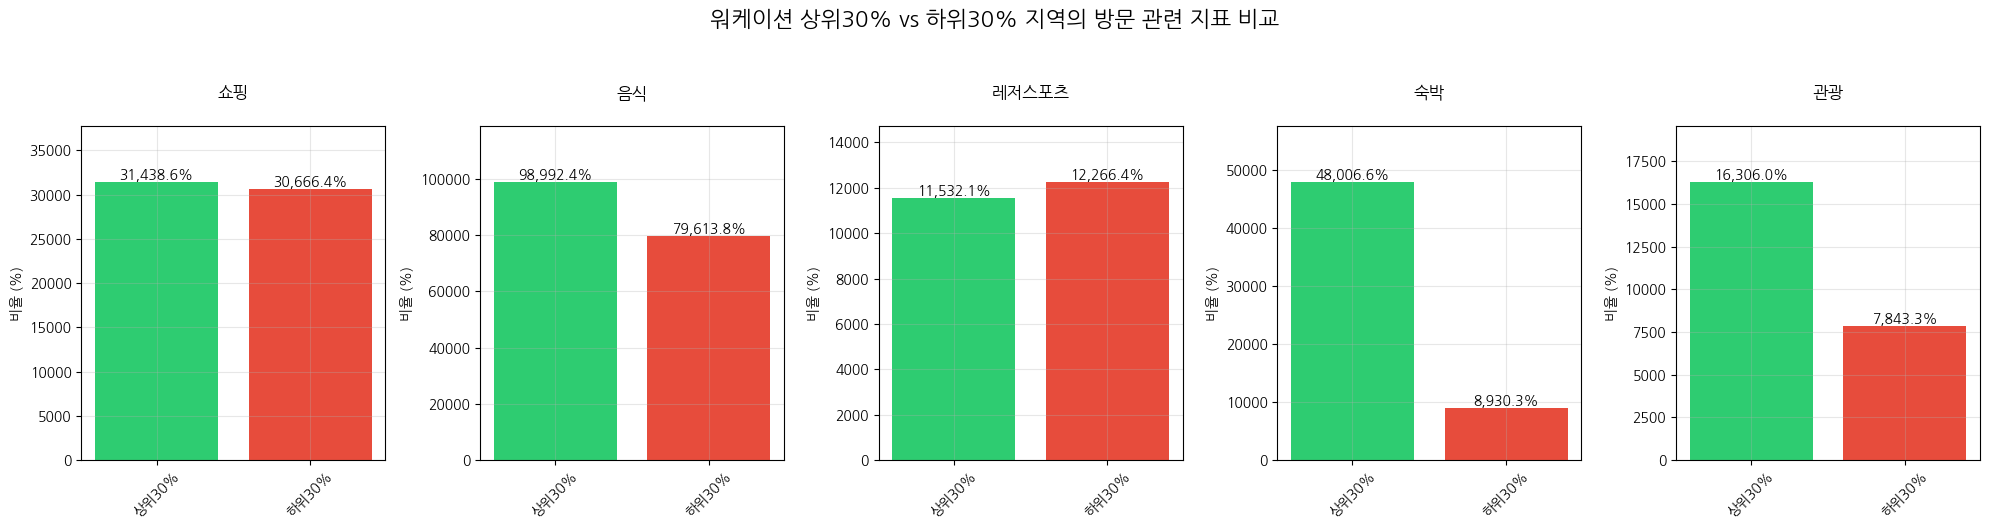 워케이션 상위30% vs 하위30% 지역의 방문 관련 지표 비교
쇼핑
비율 (%)
35000
30000
25000
20000
15000
10000
5000
0
31,438.6%
30,666.4%
상위30%
하위30%
음식
비율 (%)
100000
80000
60000
40000
20000
0
98,992.4%
79,613.8%
상위30%
하위30%
레저스포츠
비율 (%)
14000
12000
10000
8000
6000
4000
2000
0
11,532.1%
12,266.4%
상위30%
하위30%
숙박
비율 (%)
50000
40000
30000
20000
10000
0
48,006.6%
8,930.3%
상위30%
하위30%
관광
비율 (%)
17500
15000
12500
10000
7500
5000
2500
0
16,306.0%
7,843.3%
상위30%
하위30%